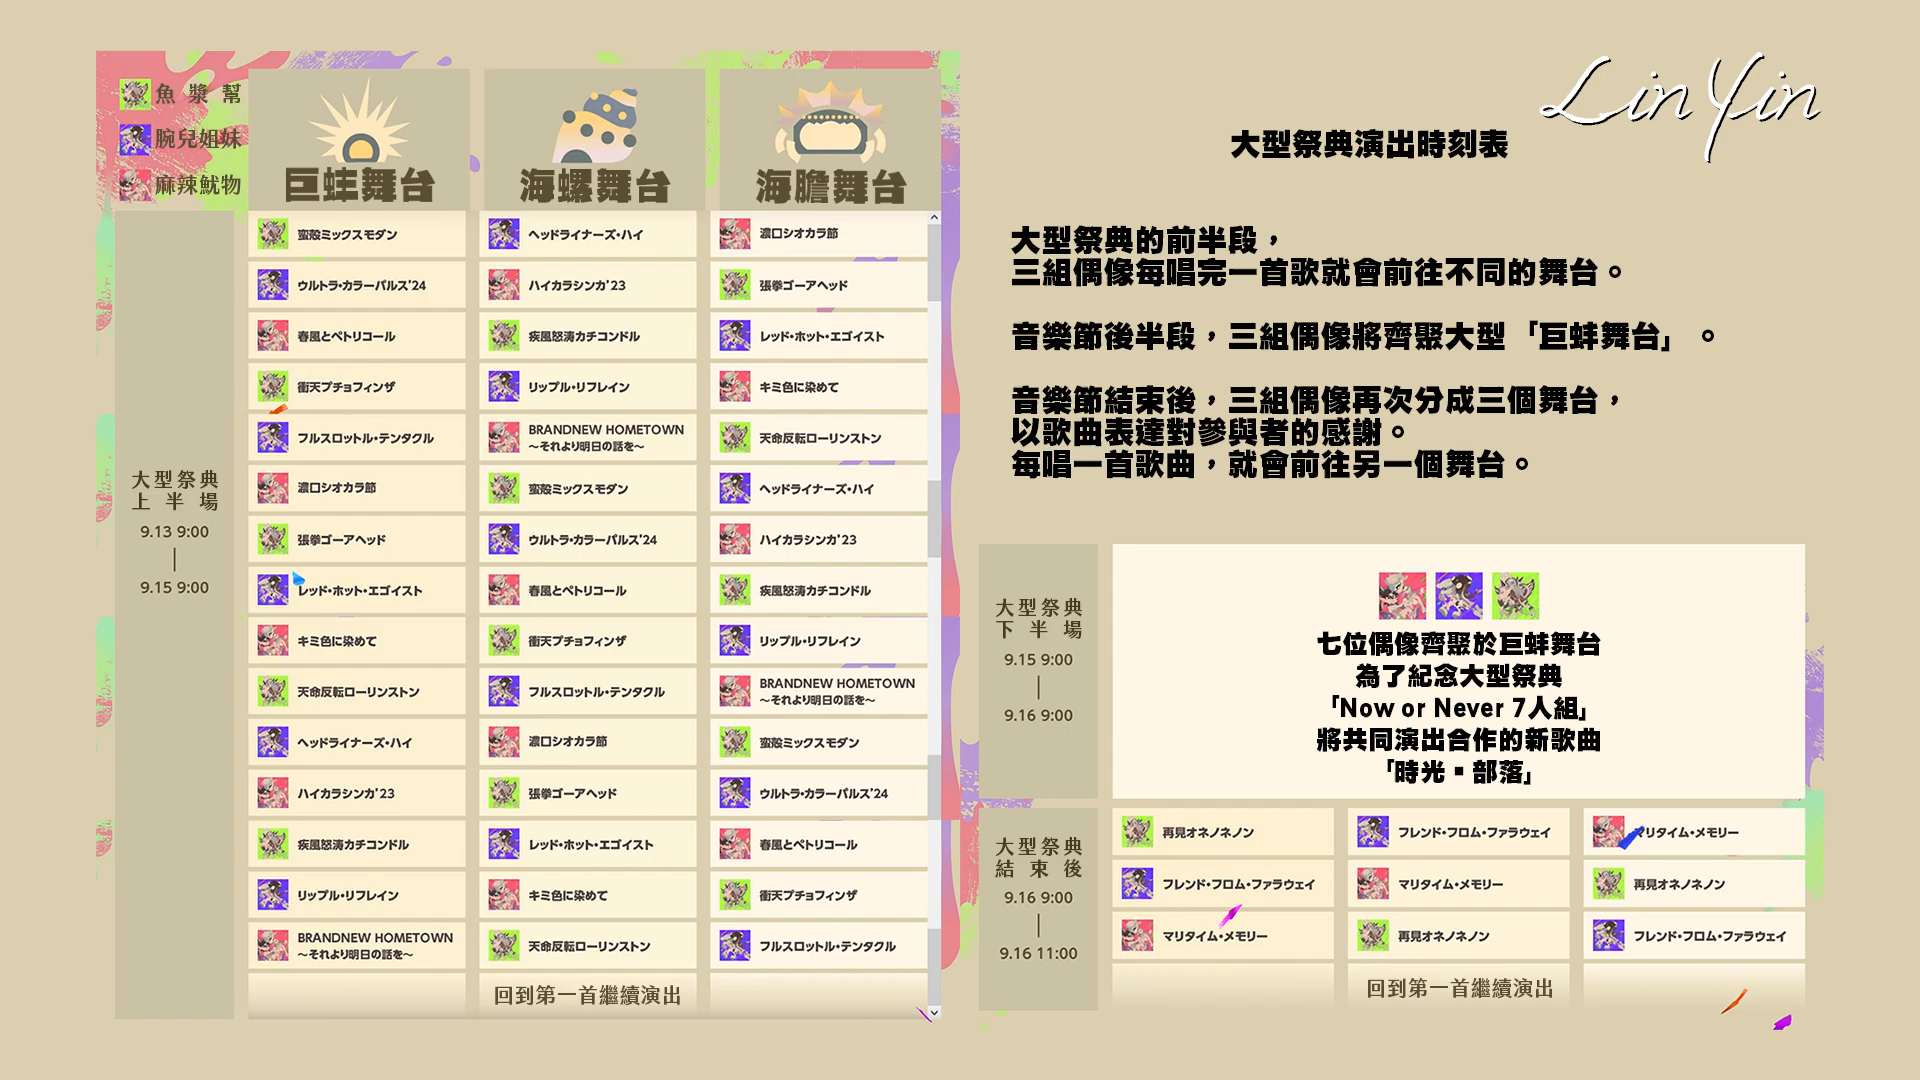 魚漿幫
腕兒姐妹
麻辣魷物
巨蚌舞台
海螺舞台
海膽舞台
大型祭典
上半場
9.13 9:00
9.15 9:00
蛮殻ミックスモダン
ヘッドライナーズ・ハイ
濃口シオカラ節
ウルトラ・カラーパルス'24
ハイカラシンカ'23
張拳ゴーアヘッド
春風とペトリコール
疾風怒涛カチコンドル
レッド・ホット・エゴイスト
衝天プチョフィンザ
リップル・リフレイン
キミ色に染めて
フルスロットル・テンタクル
BRANDNEW HOMETOWN
～それより明日の話を～
天命反転ローリンストン
濃口シオカラ節
蛮殻ミックスモダン
ヘッドライナーズ・ハイ
張拳ゴーアヘッド
ウルトラ・カラーパルス'24
ハイカラシンカ'23
レッド・ホット・エゴイスト
春風とペトリコール
疾風怒涛カチコンドル
キミ色に染めて
衝天プチョフィンザ
リップル・リフレイン
天命反転ローリンストン
フルスロットル・テンタクル
BRANDNEW HOMETOWN
～それより明日の話を～
ヘッドライナーズ・ハイ
濃口シオカラ節
蛮殻ミックスモダン
ハイカラシンカ'23
張拳ゴーアヘッド
ウルトラ・カラーパルス'24
疾風怒涛カチコンドル
レッド・ホット・エゴイスト
春風とペトリコール
リップル・リフレイン
キミ色に染めて
衝天プチョフィンザ
BRANDNEW HOMETOWN
～それより明日の話を～
天命反転ローリンストン
フルスロットル・テンタクル
回到第一首繼續演出
LinYin
大型祭典演出時刻表
大型祭典的前半段，
三組偶像每唱完一首歌就會前往不同的舞台。
音樂節後半段，三組偶像將齊聚大型「巨蚌舞台」。
音樂節結束後，三組偶像再次分成三個舞台，
以歌曲表達對參與者的感謝。
每唱一首歌曲，就會前往另一個舞台。
大型祭典
下半場
9.15 9:00
9.16 9:00
七位偶像齊聚於巨蚌舞台
為了紀念大型祭典
「Now or Never 7人組」
將共同演出合作的新歌曲
「時光▪部落」
大型祭典
結束後
9.16 9:00
9.16 11:00
再見オネノネノン
フレンド・フロム・ファラウェイ
マリタイム・メモリー
フレンド・フロム・ファラウェイ
マリタイム・メモリー
再見オネノネノン
マリタイム・メモリー
再見オネノネノン
フレンド・フロム・ファラウェイ
回到第一首繼續演出